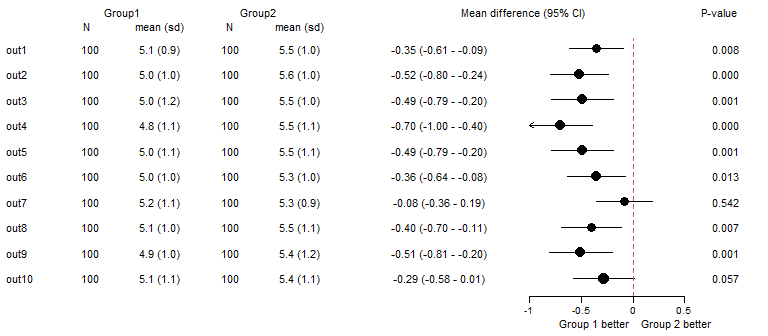 Group1 Group2 Mean difference (95% CI) P-value
N mean (sd) N mean (sd)
out1 100 5.1 (0.9) 100 5.5 (1.0) -0.35 (-0.61 - -0.09) 0.008
out2 100 5.0 (1.0) 100 5.6 (1.0) -0.52 (-0.80 - -0.24) 0.000
out3 100 5.0 (1.2) 100 5.5 (1.0) -0.49 (-0.79 - -0.20) 0.001
out4 100 4.8 (1.1) 100 5.5 (1.1) -0.70 (-1.00 - -0.40) 0.000
out5 100 5.0 (1.1) 100 5.5 (1.1) -0.49 (-0.79 - -0.20) 0.001
out6 100 5.0 (1.0) 100 5.3 (1.0) -0.36 (-0.64 - -0.08) 0.013
out7 100 5.2 (1.1) 100 5.3 (0.9) -0.08 (-0.36 - 0.19) 0.542
out8 100 5.1 (1.0) 100 5.5 (1.1) -0.40 (-0.70 - -0.11) 0.007
out9 100 4.9 (1.0) 100 5.4 (1.2) -0.51 (-0.81 - -0.20) 0.001
out10 100 5.1 (1.1) 100 5.4 (1.1) -0.29 (-0.58 - 0.01) 0.057
-1 -0.5 0 0.5
Group 1 better Group 2 better